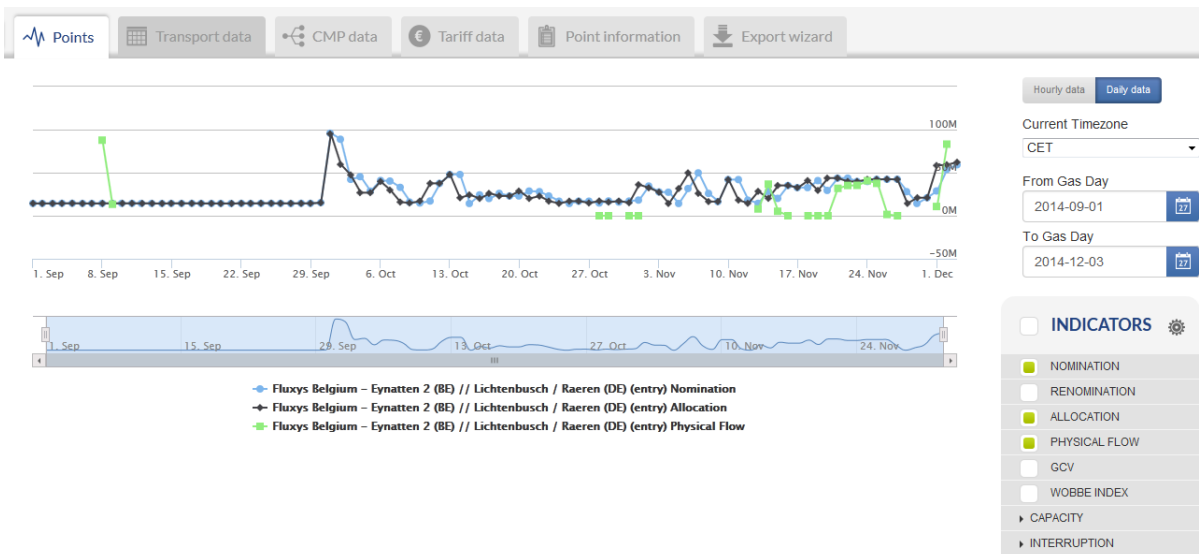 Points
Transport data
CMP data
Tariff data
Point information
Export wizard
100M
50M
0M
−50M
1. Sep 8. Sep 15. Sep 22. Sep 29. Sep 6. Oct 13. Oct 20. Oct 27. Oct 3. Nov 10. Nov 17. Nov 24. Nov 1. Dec
1. Sep 15. Sep 29. Sep 13. Oct 27. Oct 10. Nov 24. Nov
Fluxys Belgium – Eynatten 2 (BE) // Lichtenbusch / Raeren (DE) (entry) Nomination
Fluxys Belgium – Eynatten 2 (BE) // Lichtenbusch / Raeren (DE) (entry) Allocation
Fluxys Belgium – Eynatten 2 (BE) // Lichtenbusch / Raeren (DE) (entry) Physical Flow
Hourly data Daily data
Current Timezone
CET
From Gas Day
2014-09-01 27
To Gas Day
2014-12-03 27
INDICATORS
NOMINATION
RENOMINATION
ALLOCATION
PHYSICAL FLOW
GCV
WOBBE INDEX
CAPACITY
INTERRUPTION